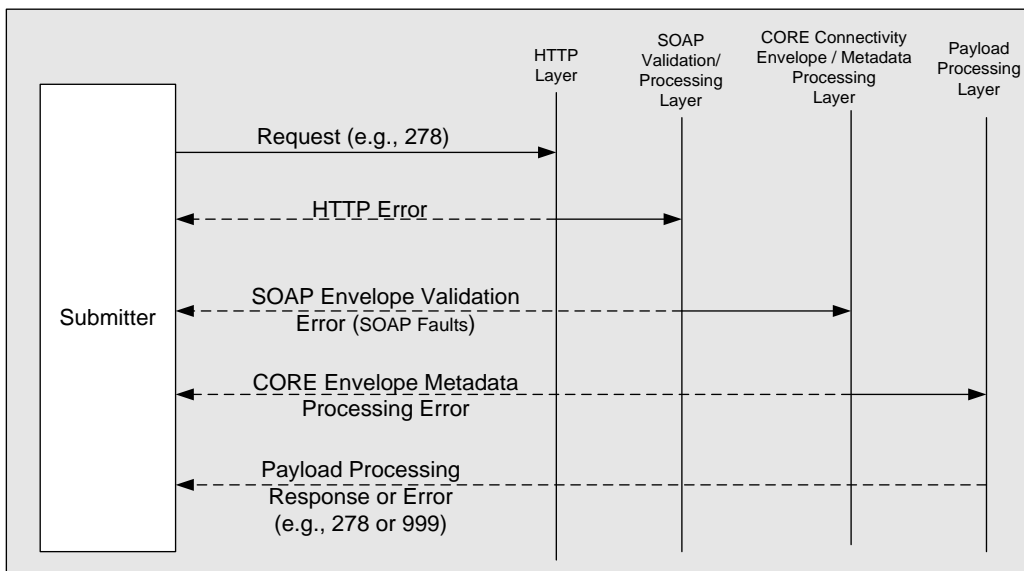 HTTP
Layer
SOAP
Validation/
Processing
Layer
CORE Connectivity
Envelope / Metadata
Processing
Layer
Payload
Processing
Layer
Submitter
Request (e.g., 278)
HTTP Error
SOAP Envelope Validation
Error (SOAP Faults)
CORE Envelope Metadata
Processing Error
Payload Processing
Response or Error
(e.g., 278 or 999)